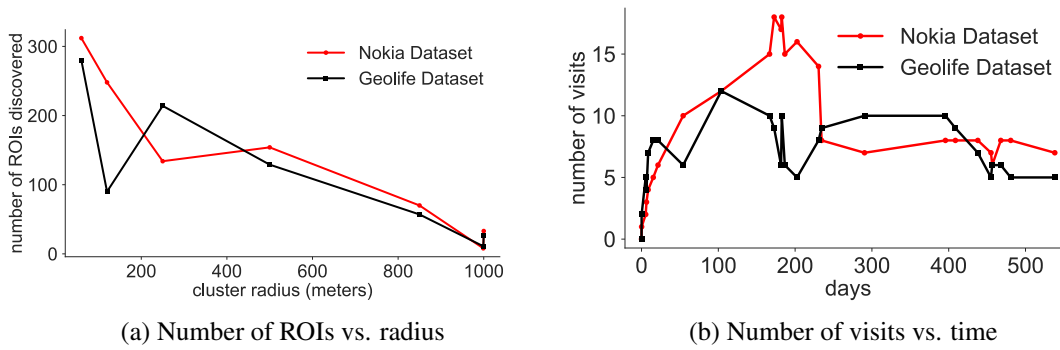 number of ROIs discovered
300
200
100
0
200
400
600
800
1000
cluster radius (meters)
Nokia Dataset
Geolife Dataset
(a) Number of ROIs vs. radius
number of visits
15
10
5
0
0
100
200
300
400
500
days
Nokia Dataset
Geolife Dataset
(b) Number of visits vs. time